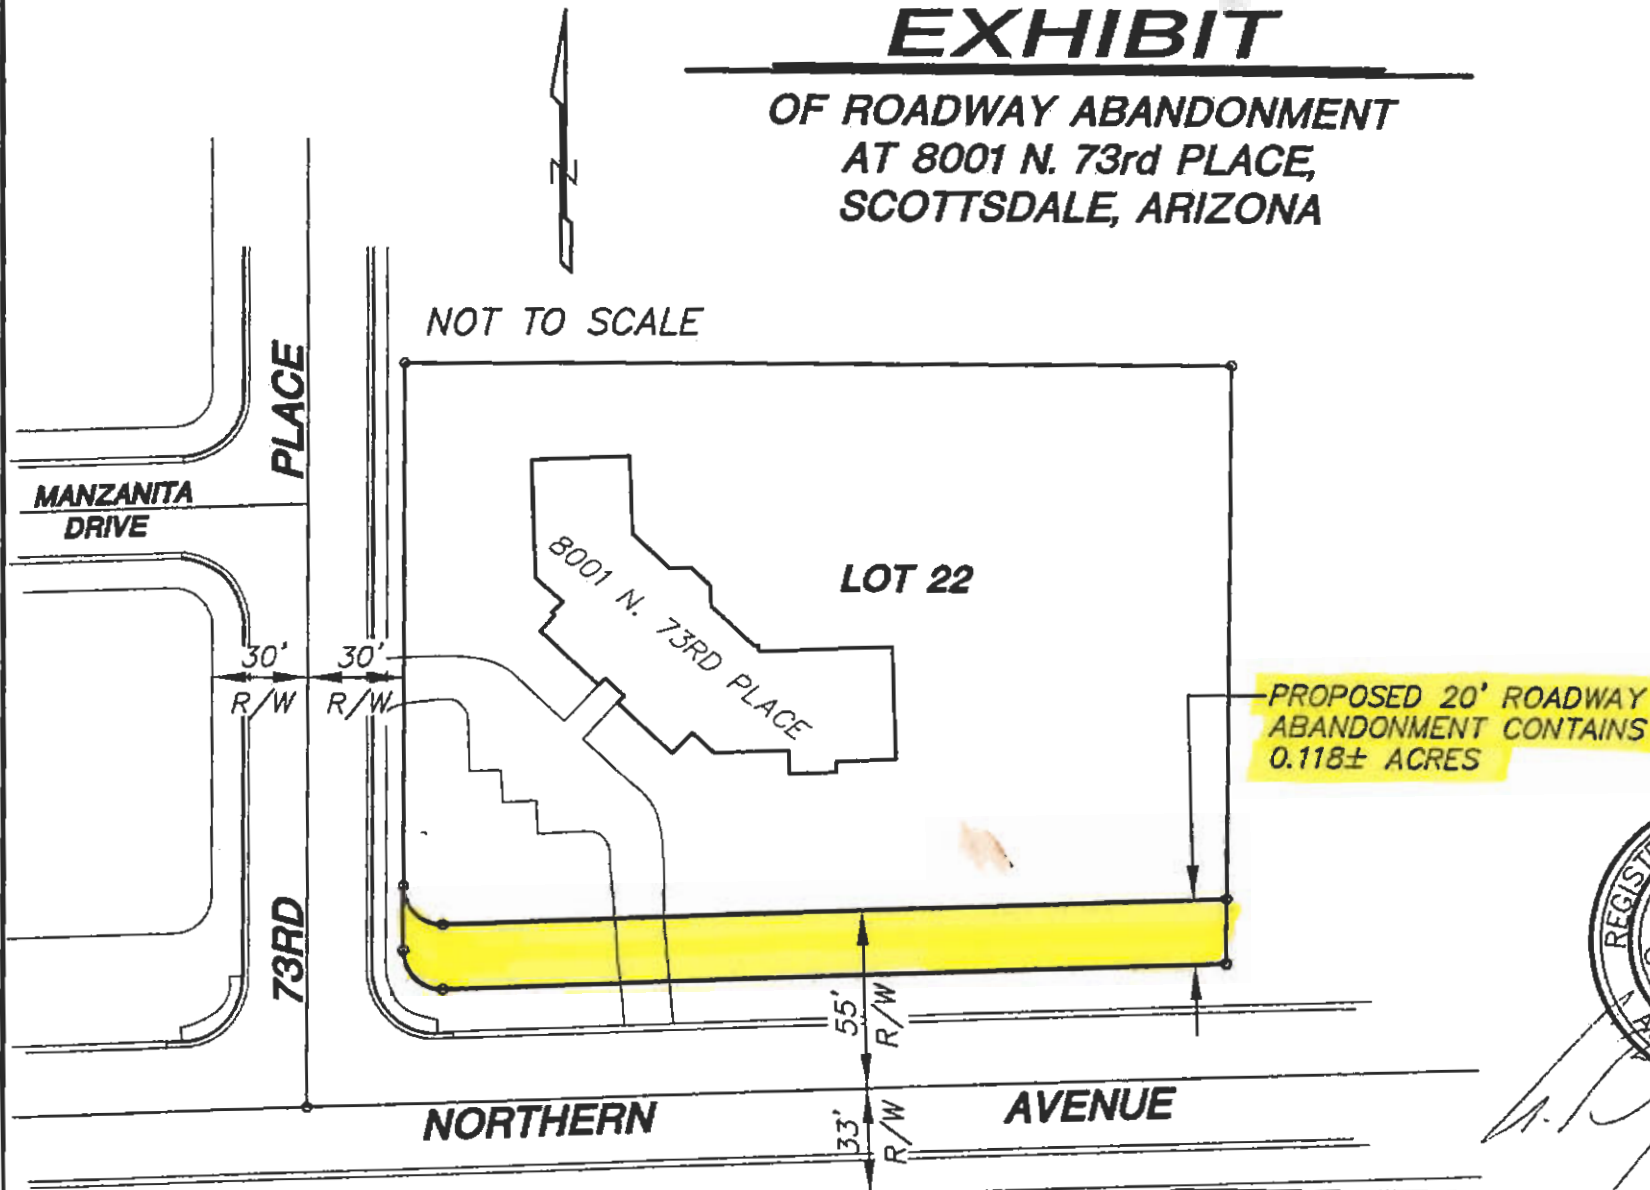 EXHIBIT
OF ROADWAY ABANDONMENT
AT 8001 N. 73rd PLACE,
SCOTTSDALE, ARIZONA
N
NOT TO SCALE
PLACE
MANZANITA
DRIVE
8001 N. 73RD PLACE
LOT 22
30'
R/W
30'
R/W
PROPOSED 20' ROADWAY
ABANDONMENT CONTAINS
0.118± ACRES
73RD
55'
R/W
NORTHERN AVENUE
33'
R/W